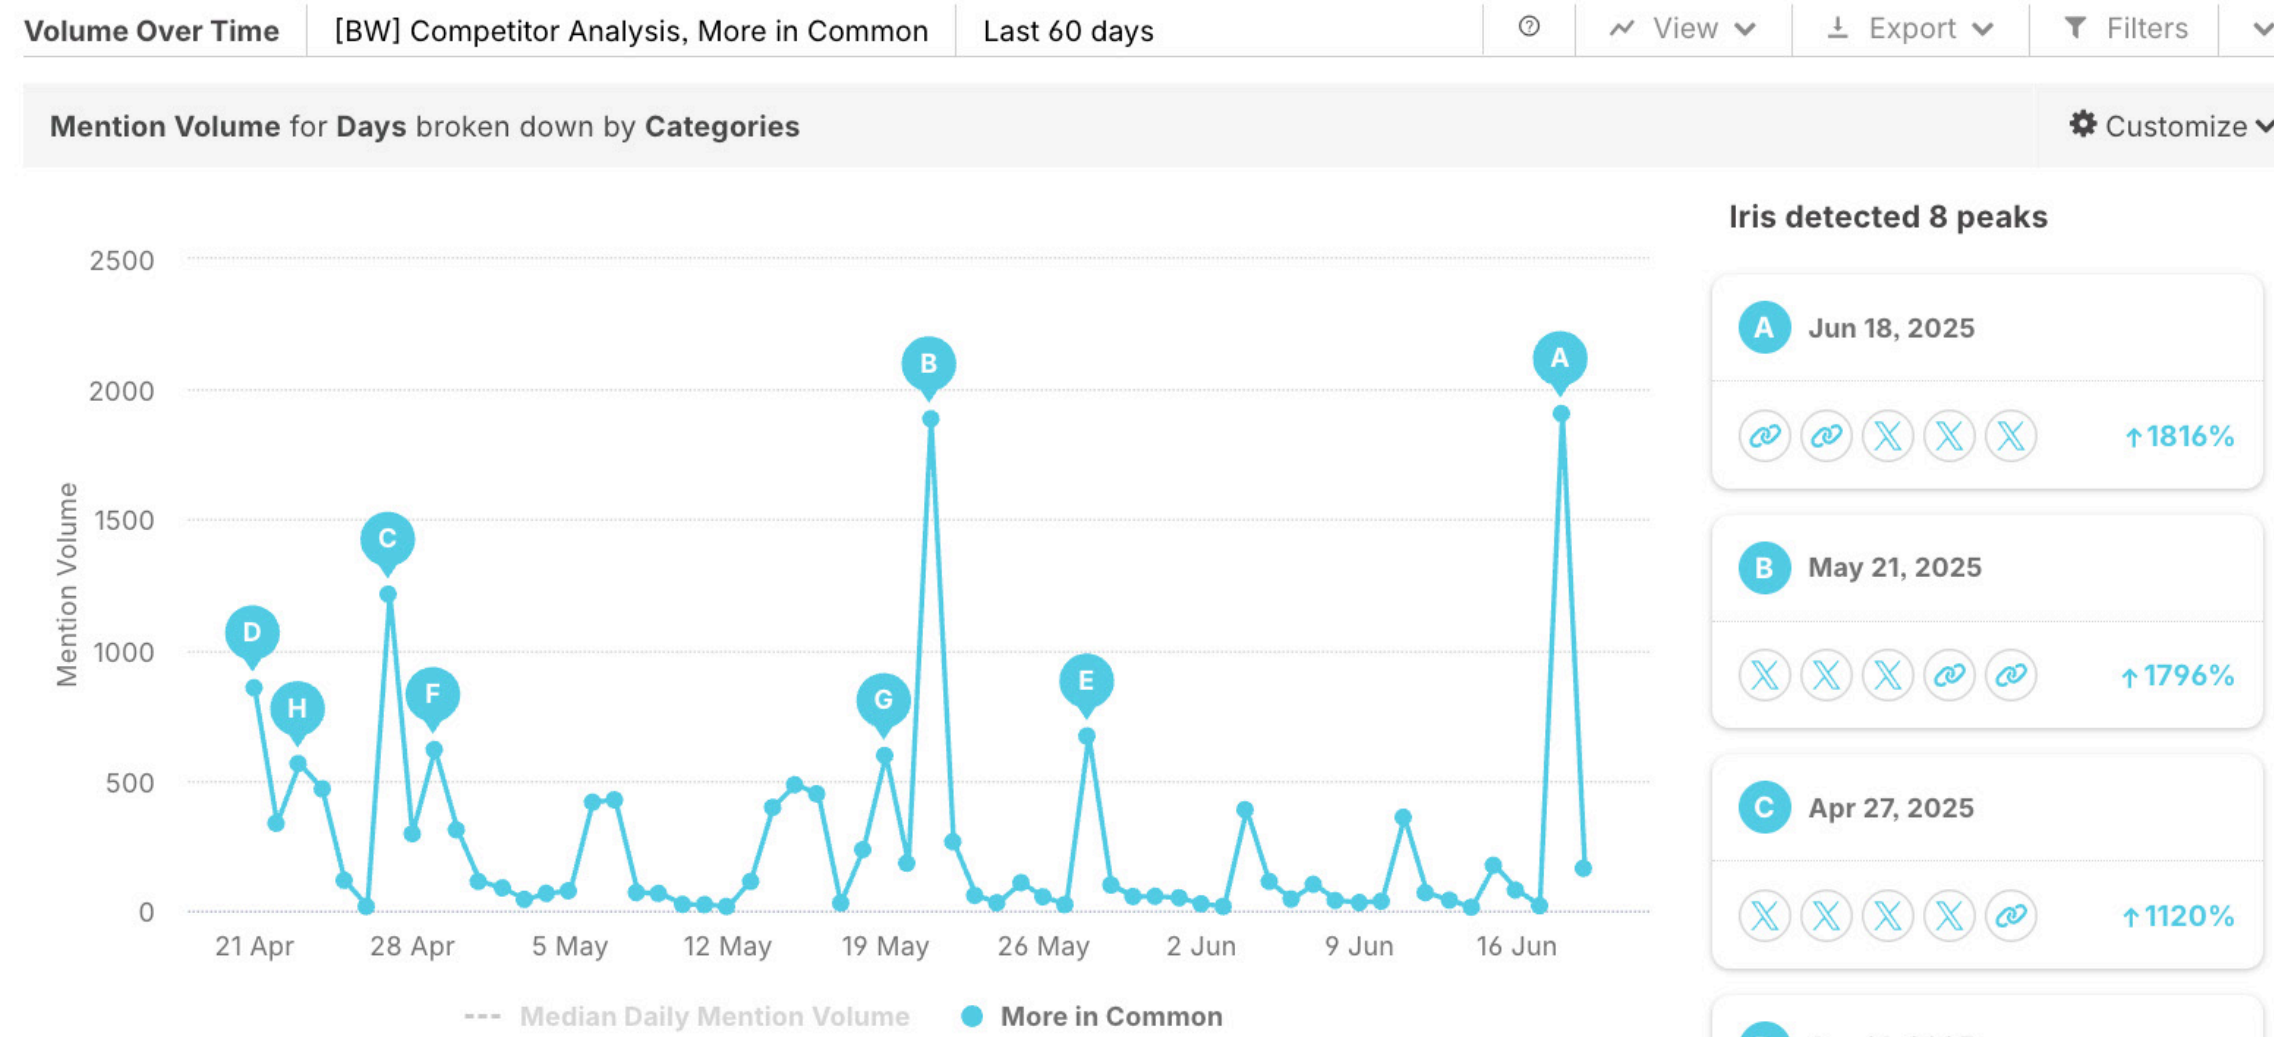 Volume Over Time [BW] Competitor Analysis, More in Common Last 60 days View Export Filters
Mention Volume for Days broken down by Categories Customize
Iris detected 8 peaks
2500
2000
1500
1000
500
0
Mention Volume
A
B
C
D
H
F
G
E
21 Apr 28 Apr 5 May 12 May 19 May 26 May 2 Jun 9 Jun 16 Jun
Median Daily Mention Volume More in Common
A Jun 18, 2025
↑1816%
B May 21, 2025
↑1796%
C Apr 27, 2025
↑1120%